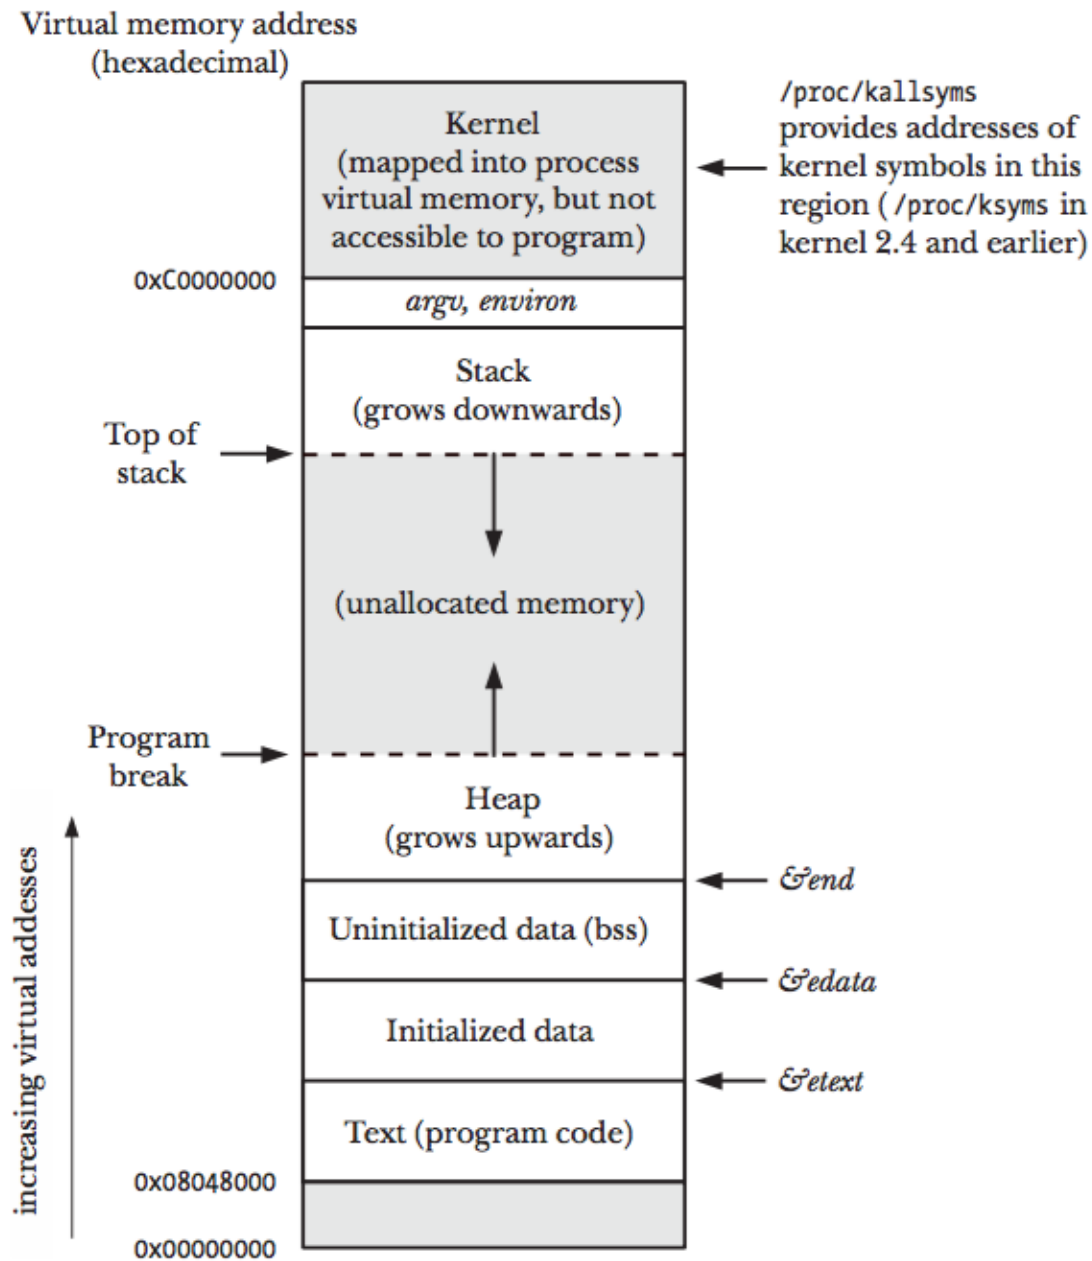 Virtual memory address
(hexadecimal)
Kernel
(mapped into process
virtual memory, but not
accessible to program)
/proc/kallsyms
provides addresses of
kernel symbols in this
region (/proc/ksyms in
kernel 2.4 and earlier)
0xC0000000
argv, environ
Stack
(grows downwards)
Top of
stack
(unallocated memory)
Program
break
Heap
(grows upwards)
&end
Uninitialized data (bss)
&edata
Initialized data
&etext
Text (program code)
0x08048000
0x00000000
increasing virtual addesses